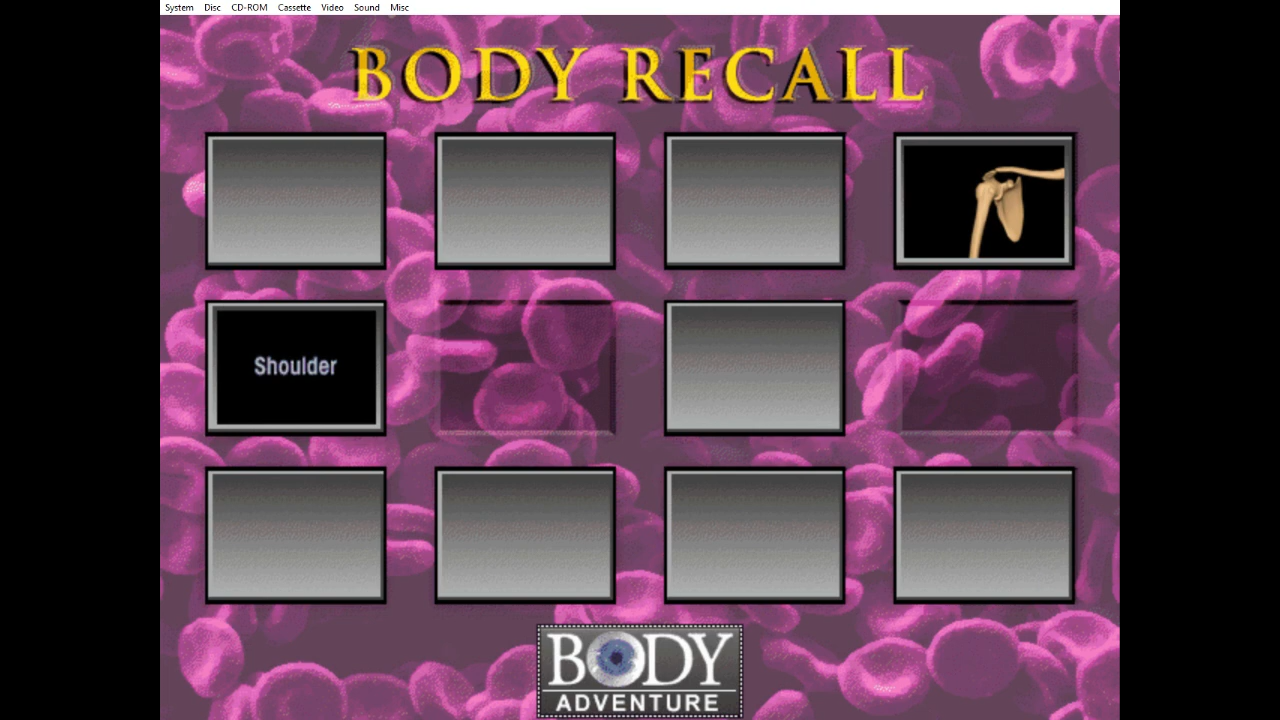 System Disc CD-ROM Cassette Video Sound Misc
BODY RECALL
Shoulder
BODY
ADVENTURE